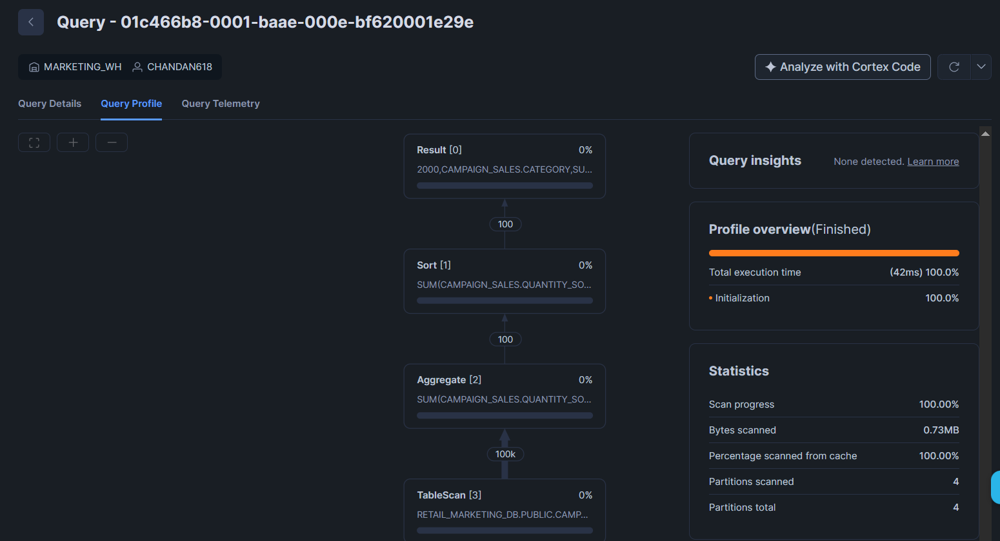 Query - 01c466b8-0001-baae-000e-bf620001e29e
MARKETING_WH CHANDAN618
Analyze with Cortex Code
Query Details Query Profile Query Telemetry
Result [0] 0%
2000,CAMPAIGN_SALES.CATEGORY,SU...
100
Sort [1] 0%
SUM(CAMPAIGN_SALES.QUANTITY_SO...
100
Aggregate [2] 0%
SUM(CAMPAIGN_SALES.QUANTITY_SO...
100k
TableScan [3] 0%
RETAIL_MARKETING_DB.PUBLIC.CAMP...
Query insights None detected. Learn more
Profile overview(Finished)
Total execution time (42ms) 100.0%
Initialization 100.0%
Statistics
Scan progress 100.00%
Bytes scanned 0.73MB
Percentage scanned from cache 100.00%
Partitions scanned 4
Partitions total 4